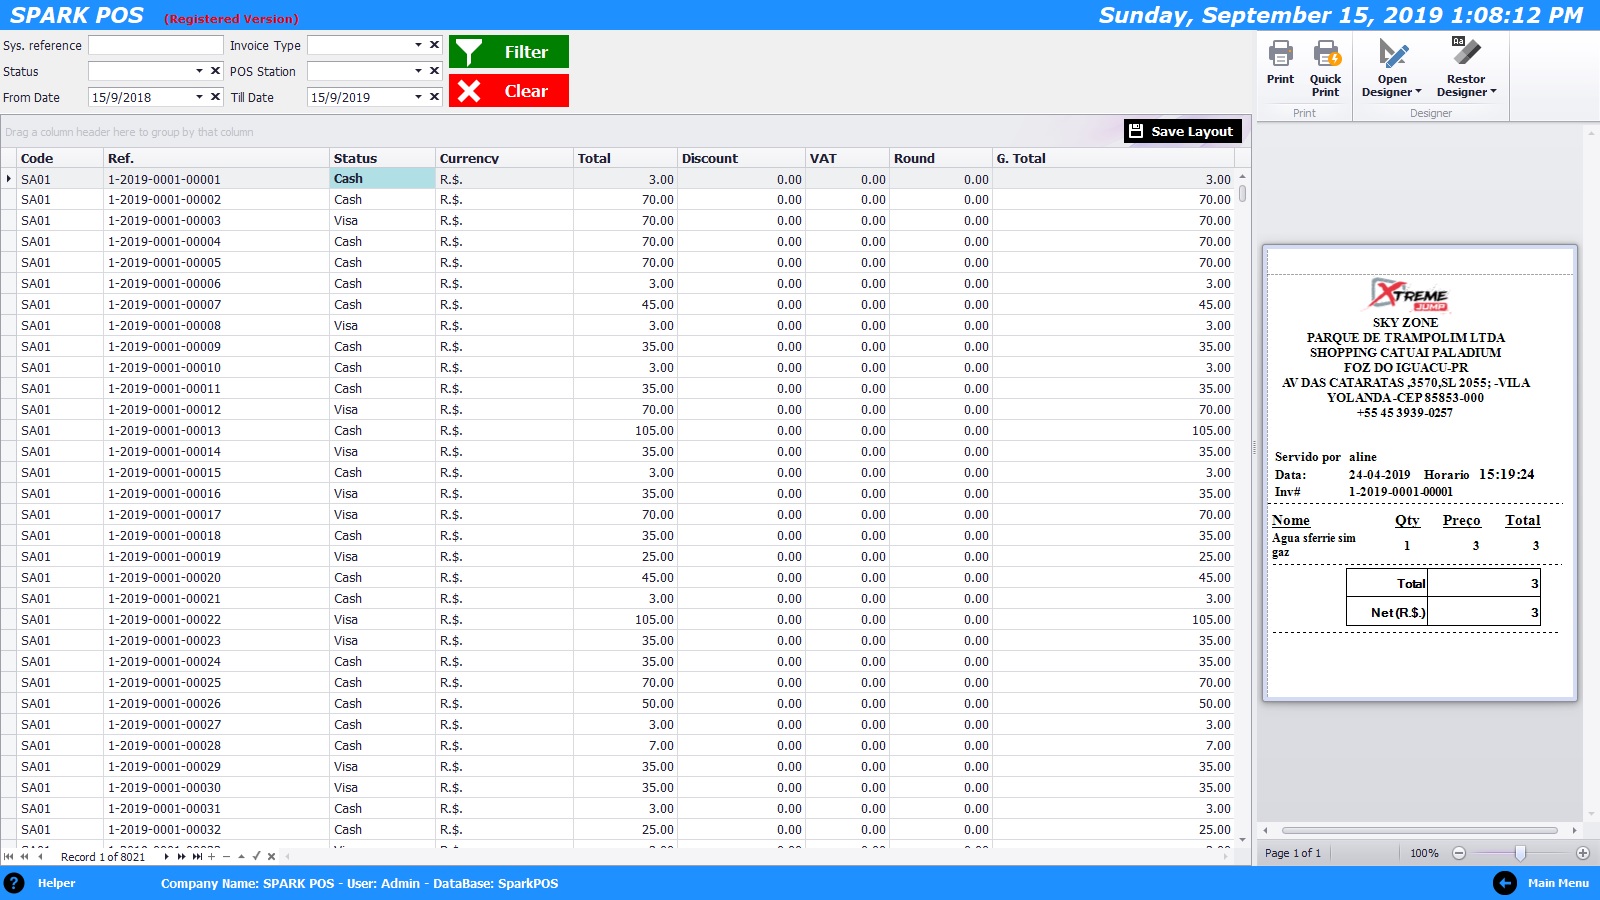 SPARK POS (Registered Version) Sunday, September 15, 2019 1:08:12 PM
Sys. reference Invoice Type Filter
Status POS Station
From Date 15/9/2018 Till Date 15/9/2019 Clear
Print Quick Print Open Designer Restor Designer
Print Designer
Drag a column header here to group by that column Save Layout
Code Ref. Status Currency Total Discount VAT Round G. Total
SA01 1-2019-0001-00001 Cash R.$. 3.00 0.00 0.00 0.00 3.00
SA01 1-2019-0001-00002 Cash R.$. 70.00 0.00 0.00 0.00 70.00
SA01 1-2019-0001-00003 Visa R.$. 70.00 0.00 0.00 0.00 70.00
SA01 1-2019-0001-00004 Cash R.$. 70.00 0.00 0.00 0.00 70.00
SA01 1-2019-0001-00005 Cash R.$. 70.00 0.00 0.00 0.00 70.00
SA01 1-2019-0001-00006 Cash R.$. 3.00 0.00 0.00 0.00 3.00
SA01 1-2019-0001-00007 Cash R.$. 45.00 0.00 0.00 0.00 45.00
SA01 1-2019-0001-00008 Visa R.$. 3.00 0.00 0.00 0.00 3.00
SA01 1-2019-0001-00009 Cash R.$. 35.00 0.00 0.00 0.00 35.00
SA01 1-2019-0001-00010 Cash R.$. 3.00 0.00 0.00 0.00 3.00
SA01 1-2019-0001-00011 Cash R.$. 35.00 0.00 0.00 0.00 35.00
SA01 1-2019-0001-00012 Visa R.$. 70.00 0.00 0.00 0.00 70.00
SA01 1-2019-0001-00013 Cash R.$. 105.00 0.00 0.00 0.00 105.00
SA01 1-2019-0001-00014 Visa R.$. 35.00 0.00 0.00 0.00 35.00
SA01 1-2019-0001-00015 Cash R.$. 3.00 0.00 0.00 0.00 3.00
SA01 1-2019-0001-00016 Visa R.$. 35.00 0.00 0.00 0.00 35.00
SA01 1-2019-0001-00017 Visa R.$. 70.00 0.00 0.00 0.00 70.00
SA01 1-2019-0001-00018 Cash R.$. 35.00 0.00 0.00 0.00 35.00
SA01 1-2019-0001-00019 Visa R.$. 25.00 0.00 0.00 0.00 25.00
SA01 1-2019-0001-00020 Cash R.$. 45.00 0.00 0.00 0.00 45.00
SA01 1-2019-0001-00021 Cash R.$. 3.00 0.00 0.00 0.00 3.00
SA01 1-2019-0001-00022 Visa R.$. 105.00 0.00 0.00 0.00 105.00
SA01 1-2019-0001-00023 Visa R.$. 35.00 0.00 0.00 0.00 35.00
SA01 1-2019-0001-00024 Cash R.$. 35.00 0.00 0.00 0.00 35.00
SA01 1-2019-0001-00025 Cash R.$. 70.00 0.00 0.00 0.00 70.00
SA01 1-2019-0001-00026 Cash R.$. 50.00 0.00 0.00 0.00 50.00
SA01 1-2019-0001-00027 Cash R.$. 3.00 0.00 0.00 0.00 3.00
SA01 1-2019-0001-00028 Cash R.$. 7.00 0.00 0.00 0.00 7.00
SA01 1-2019-0001-00029 Visa R.$. 35.00 0.00 0.00 0.00 35.00
SA01 1-2019-0001-00030 Visa R.$. 35.00 0.00 0.00 0.00 35.00
SA01 1-2019-0001-00031 Cash R.$. 3.00 0.00 0.00 0.00 3.00
SA01 1-2019-0001-00032 Cash R.$. 25.00 0.00 0.00 0.00 25.00
Record 1 of 8021
XTREME
JUMP
SKY ZONE
PARQUE DE TRAMPOLIM LTDA
SHOPPING CATUAI PALADIUM
FOZ DO IGUACU-PR
AV DAS CATARATAS ,3570,SL 2055; -VILA
YOLANDA-CEP 85853-000
+55 45 3939-0257
Servido por aline
Data: 24-04-2019 Horario 15:19:24
Inv# 1-2019-0001-00001
Nome Qty Preço Total
Agua sferrie sim
gaz 1 3 3
Total 3
Net(R.$.) 3
Page 1 of 1 100%
Helper Company Name: SPARK POS - User: Admin - DataBase: SparkPOS Main Menu